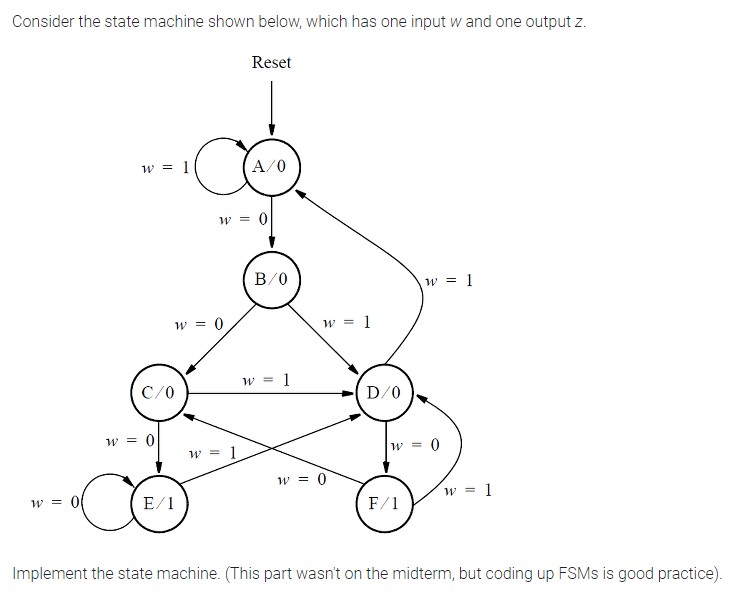 Consider the state machine shown below, which has one input w and one output z.
Reset
w = 1
A/0
w = 0
B/0
w = 1
w = 0
w = 1
w = 1
C/0
D/0
w = 0
w = 1
w = 0
w = 0
w = 0
E/1
F/1
w = 1
Implement the state machine. (This part wasn't on the midterm, but coding up FSMs is good practice).